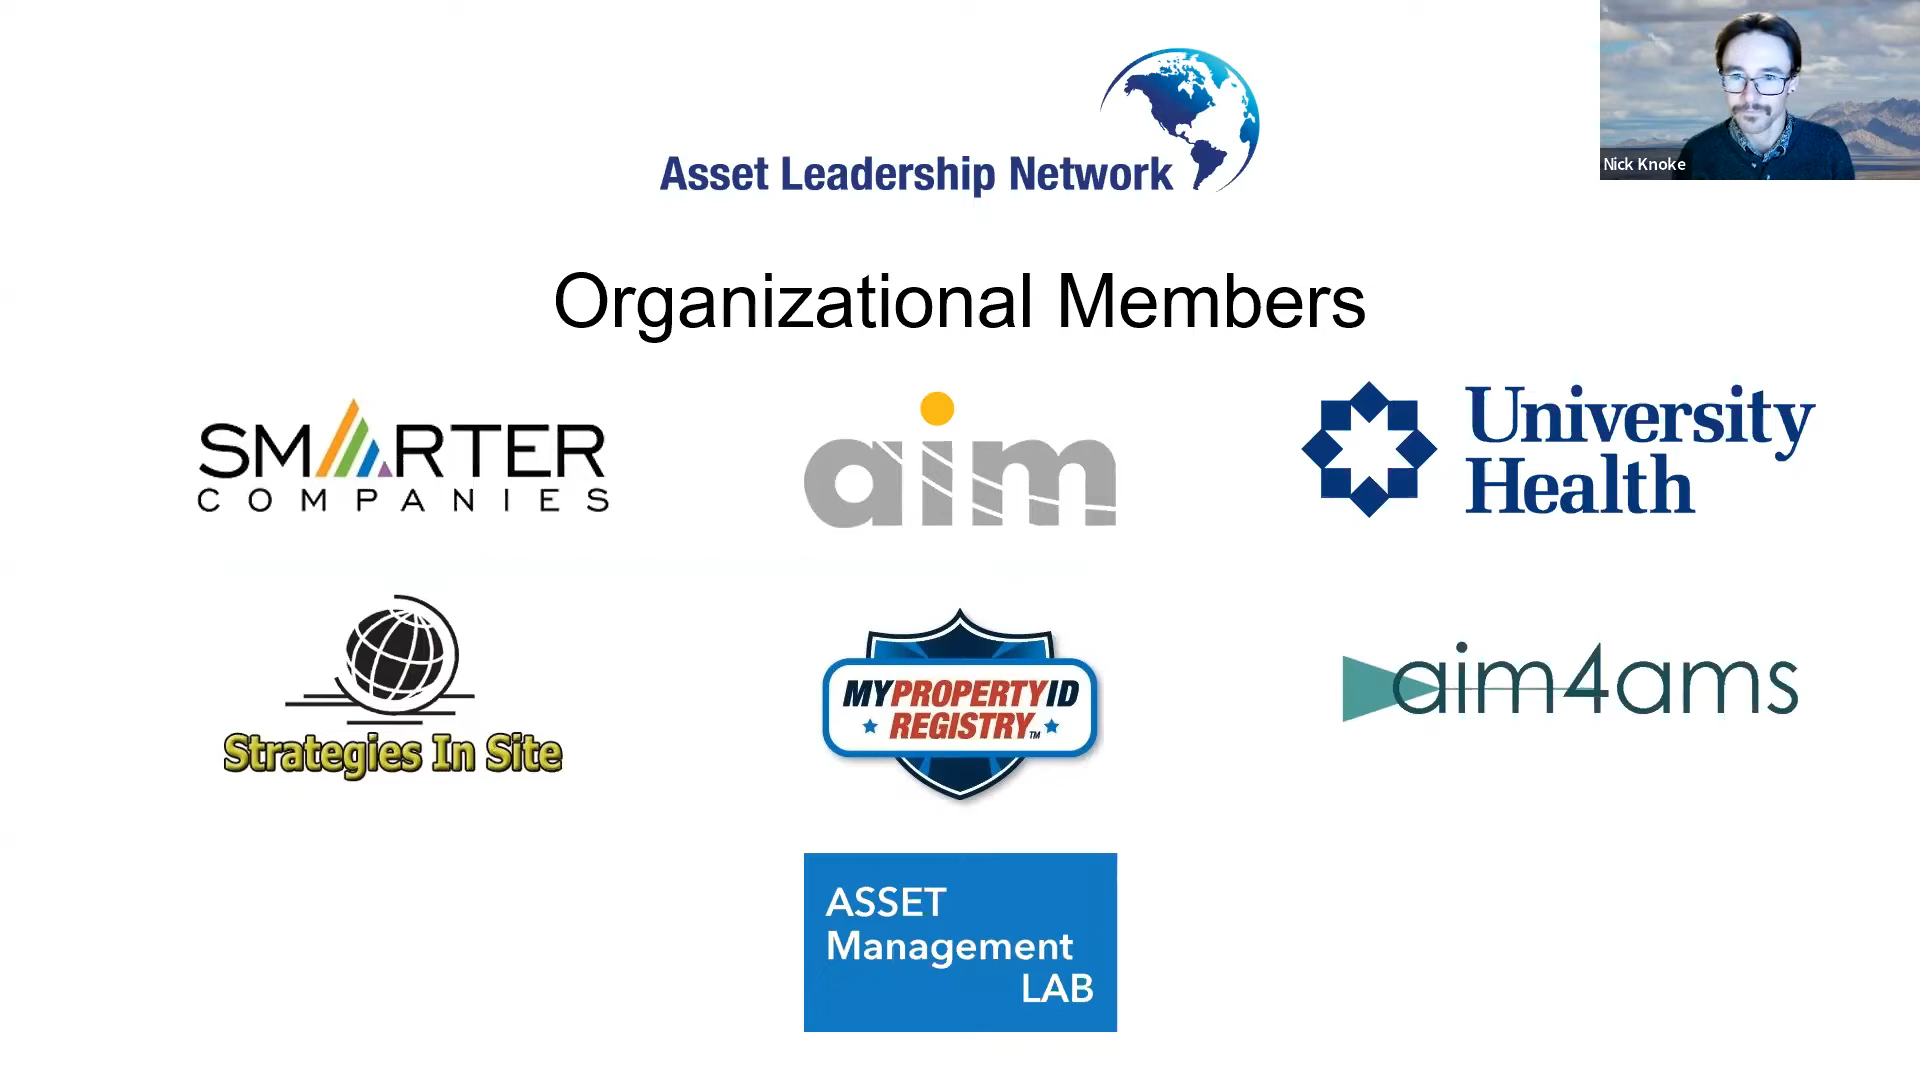 Asset Leadership Network
Nick Knoke
Organizational Members
SMARTER
COMPANIES
aim
University
Health
Strategies In Site
MYPROPERTYID
REGISTRY™
aim4ams
ASSET
Management
LAB